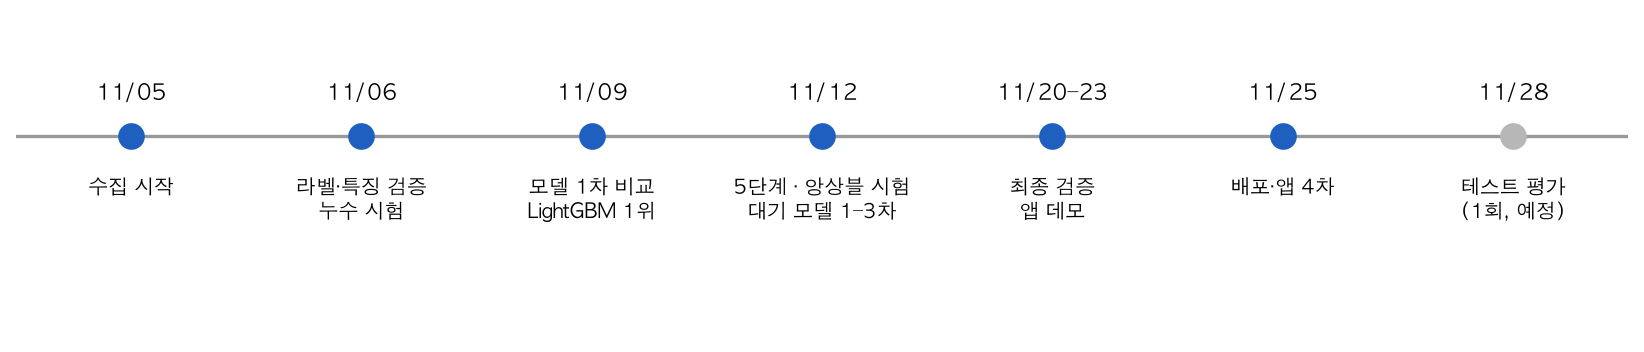 11/05
11/06
11/09
11/12
11/20–23
11/25
11/28
수집 시작
라벨·특징 검증
누수 시험
모델 1차 비교
LightGBM 1위
5단계 · 앙상블 시험
대기 모델 1–3차
최종 검증
앱 데모
배포·앱 4차
테스트 평가
(1회, 예정)